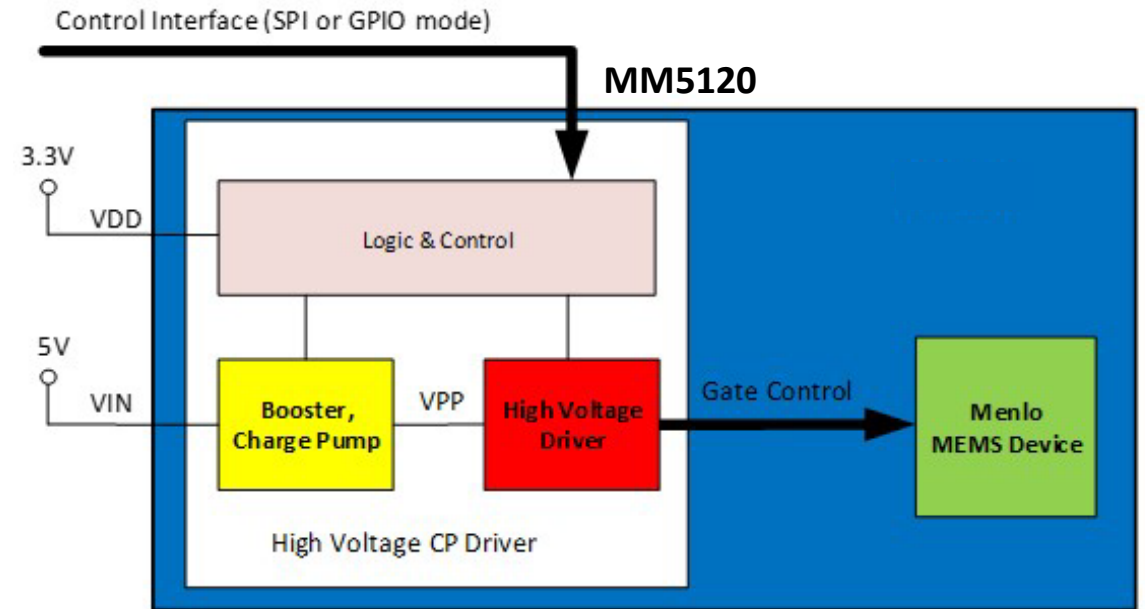 Control Interface (SPI or GPIO mode)
MM5120
3.3V
VDD
Logic & Control
5V
VIN
Booster,
Charge Pump
VPP
High Voltage
Driver
Gate Control
Menlo
MEMS Device
High Voltage CP Driver